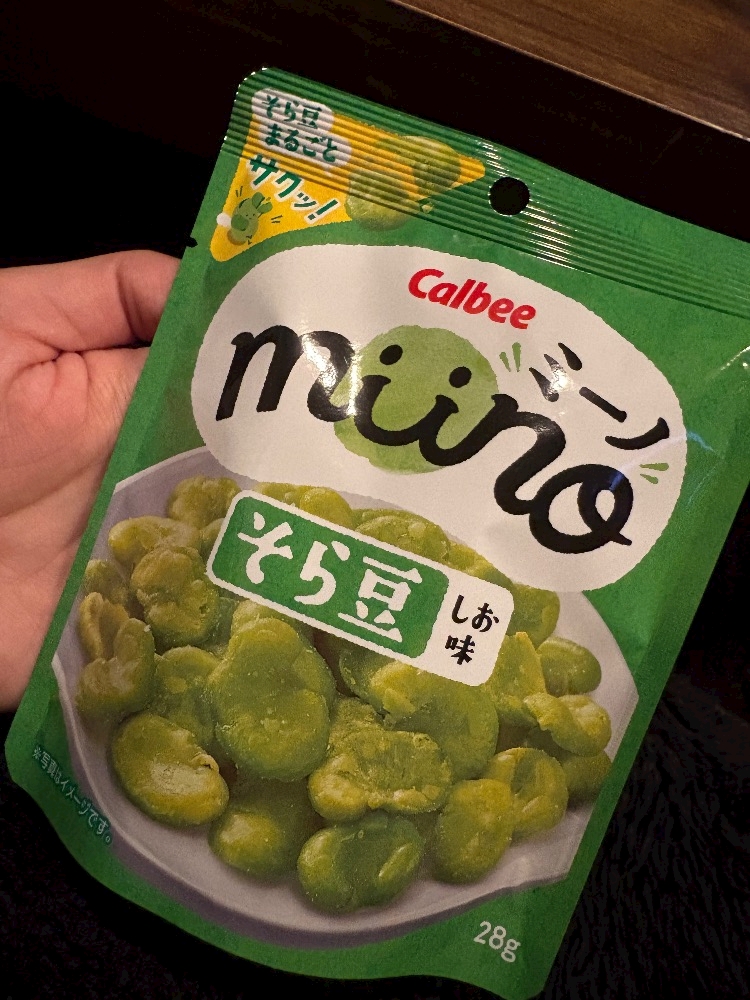 そら豆
まるごと
サクッ!
Calbee
miino
ミーノ
そら豆
しお味
※写真はイメージです。
28g